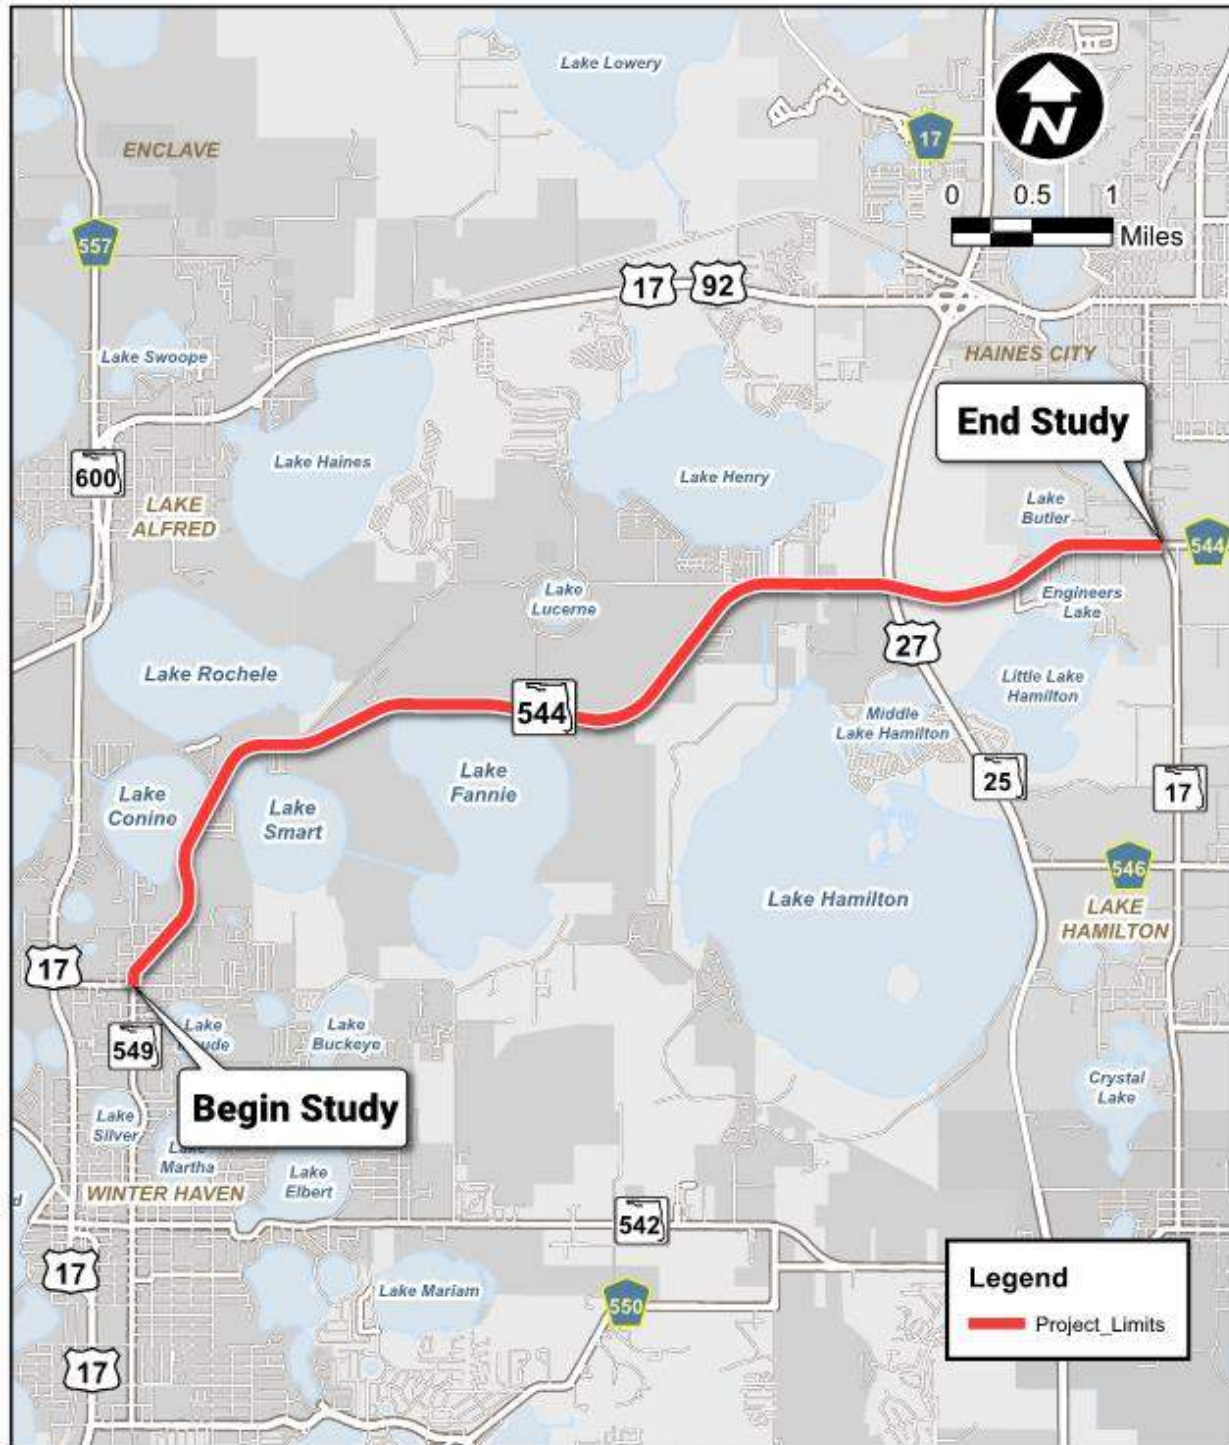 Lake Lowery
17
N
ENCLAVE
0 0.5 1
Miles
557
17 92
Lake Swoope
HAINES CITY
End Study
Lake Haines
Lake Henry
600
LAKE
ALFRED
Lake
Butler
544
Lake
Lucerne
Engineers
Lake
27
Lake Rochele
Little Lake
Hamilton
544
Middle
Lake Hamilton
Lake
Fannie
25
17
Lake
Conine
Lake
Smart
546
Lake Hamilton
LAKE
HAMILTON
17
Lake
Lake
Buckeye
549
Begin Study
Crystal
Lake
Lake
Silver
Lake
Martha
Lake
Elbert
WINTER HAVEN
542
17
Legend
Project_Limits
Lake Mariam
550
17